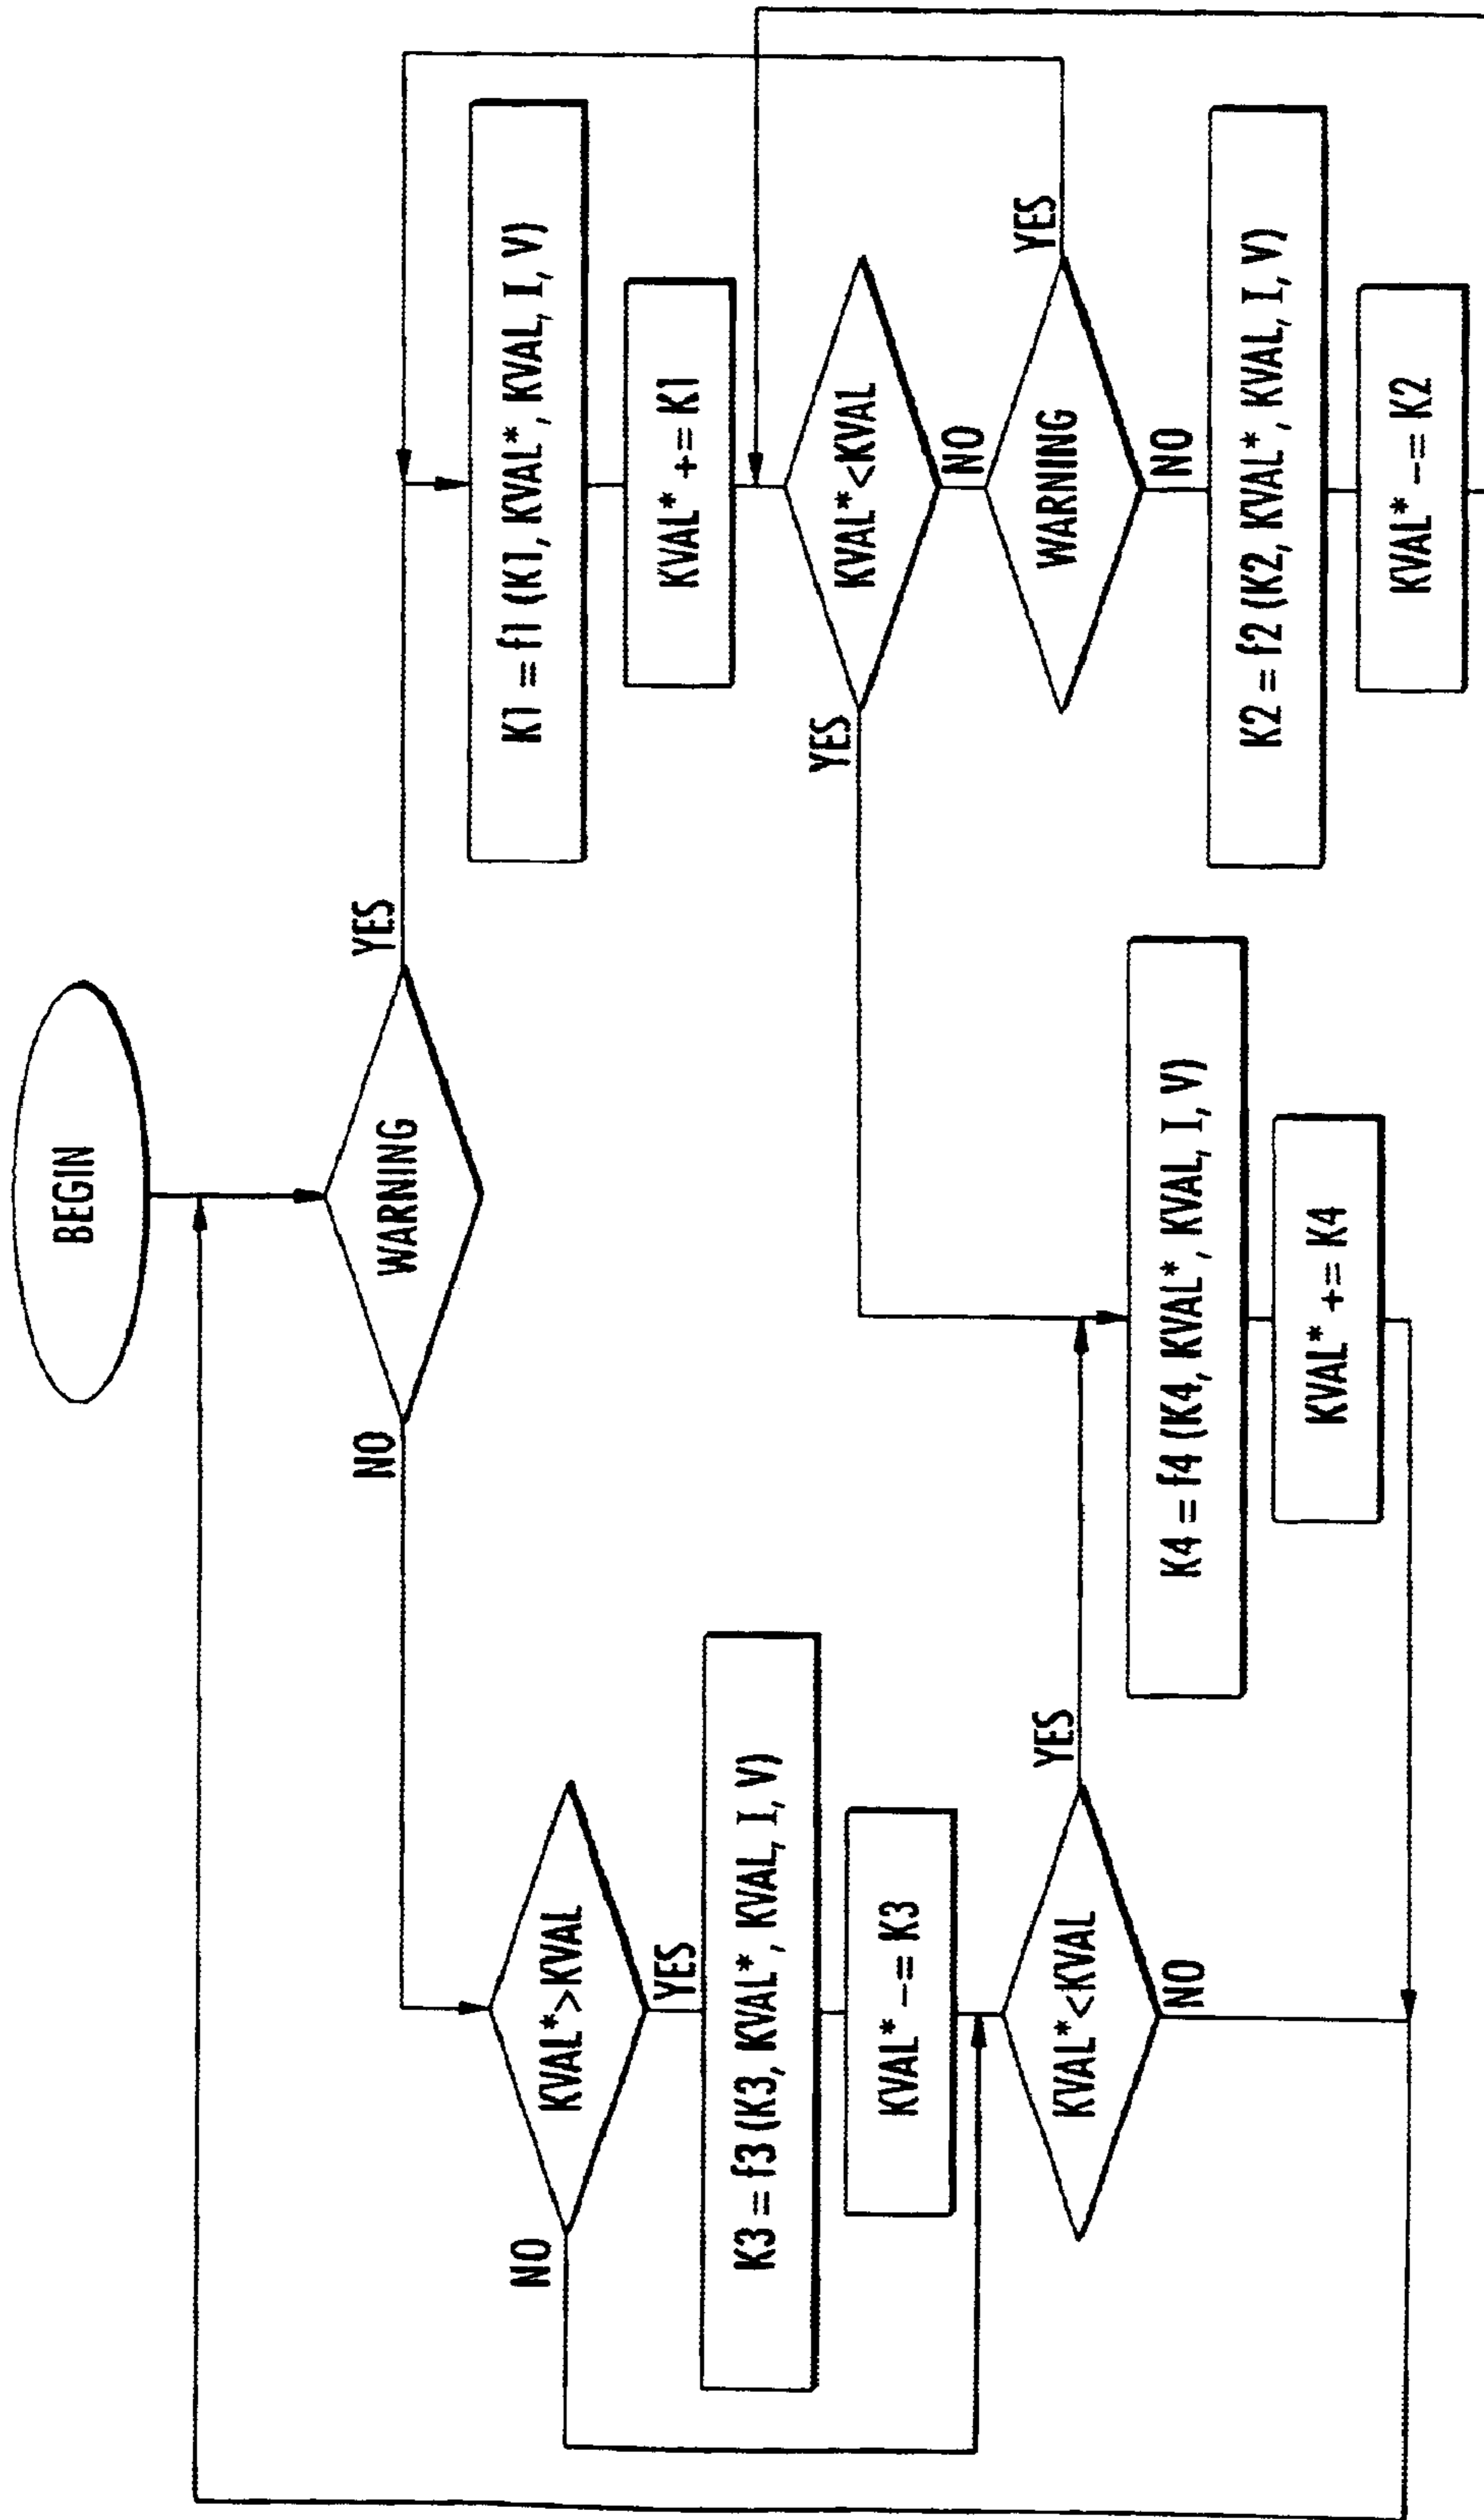 BEGIN
WARNING
NO
YES
KVAL*>KVAL
NO
YES
K3 = f3 (K3, KVAL*, KVAL, I, V)
KVAL* -= K3
KVAL*<KVAL
YES
NO
K4 = f4 (K4, KVAL*, KVAL, I, V)
KVAL* += K4
K1 = f1 (K1, KVAL*, KVAL, I, V)
KVAL* += K1
KVAL*<KVAL
YES
NO
WARNING
YES
NO
K2 = f2 (K2, KVAL*, KVAL, I, V)
KVAL* -= K2